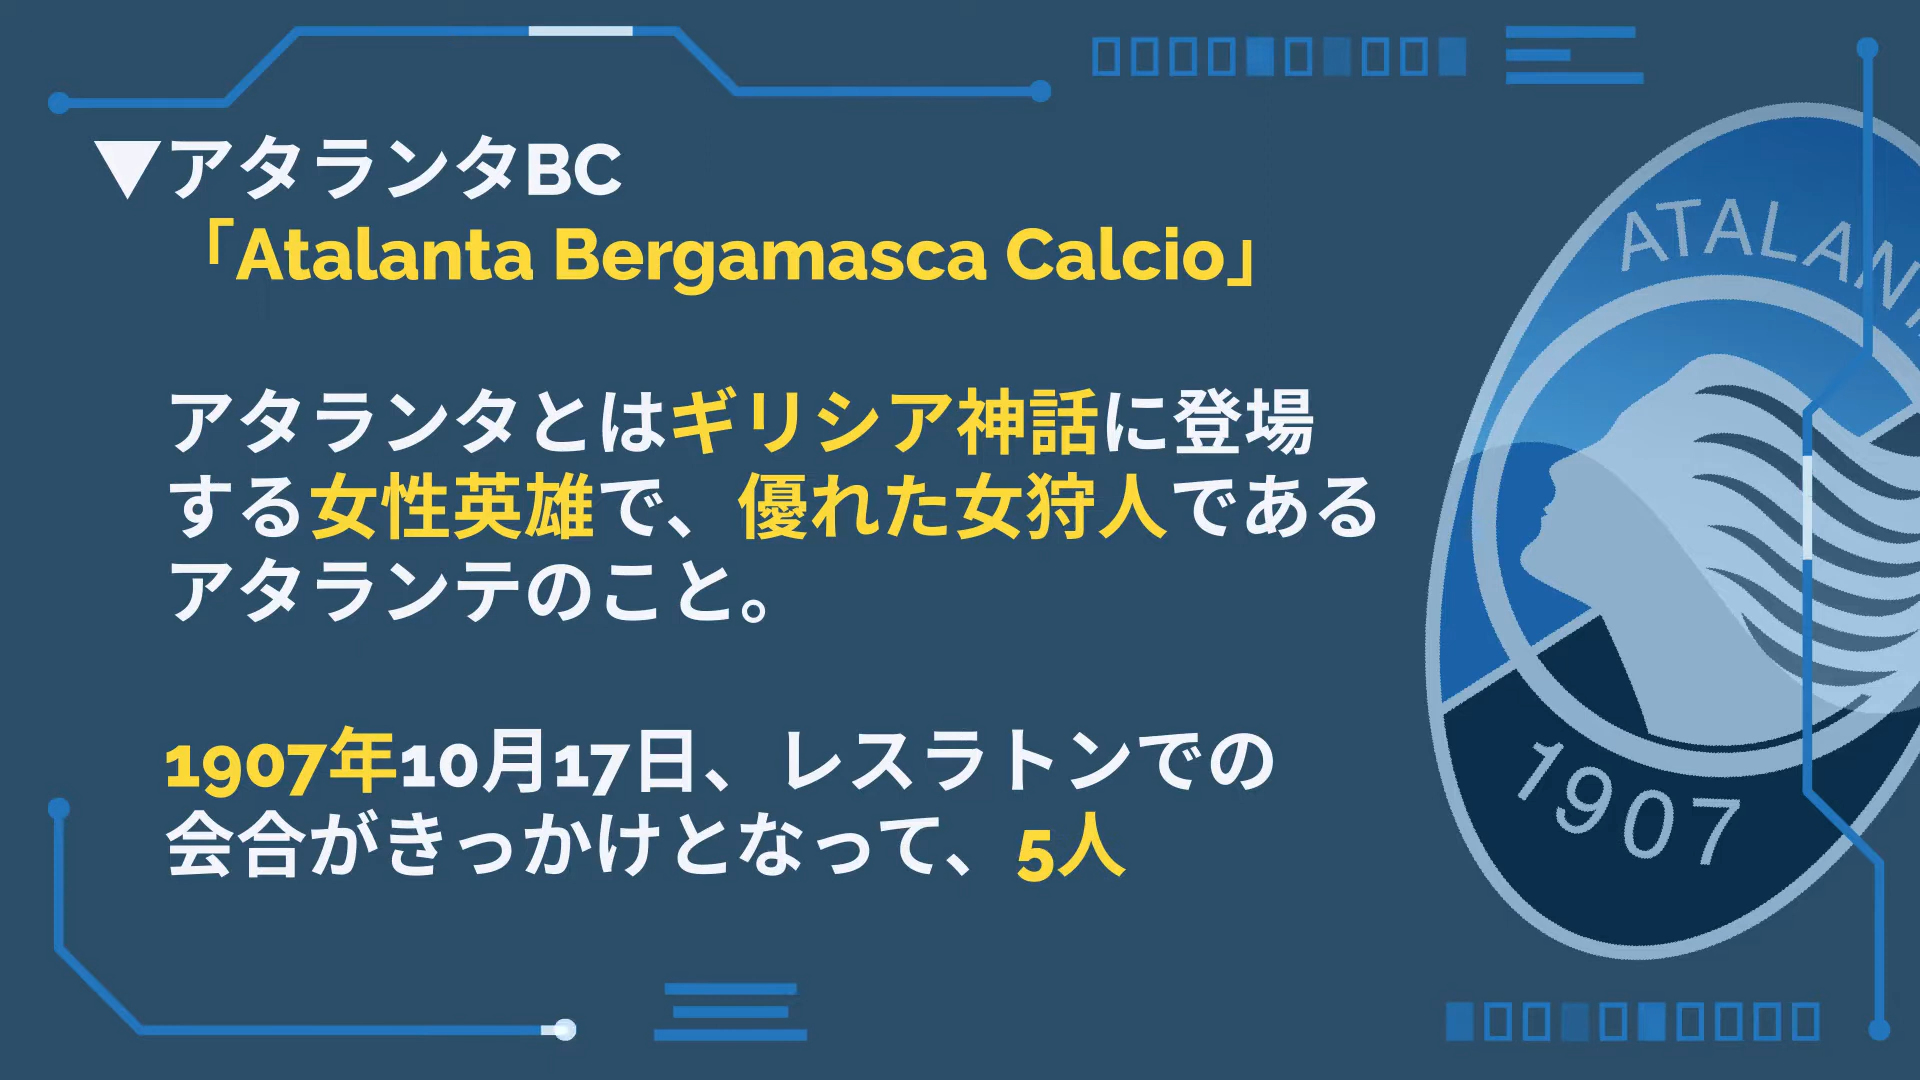 ▼アタランタBC
「Atalanta Bergamasca Calcio」
アタランタとはギリシア神話に登場
する女性英雄で、優れた女狩人である
アタランテのこと。
1907年10月17日、レスラトンでの
会合がきっかけとなって、5人
ATALAN
1907